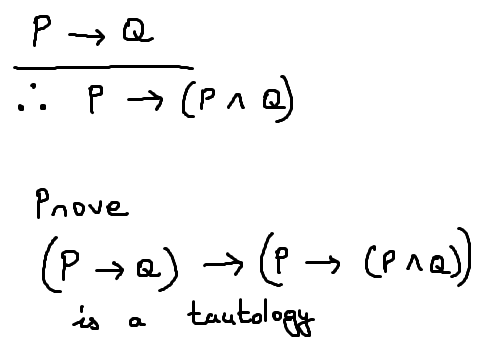 P → Q
∴ P → (P ∧ Q)
Prove
(P → Q) → (P → (P ∧ Q))
is a tautology